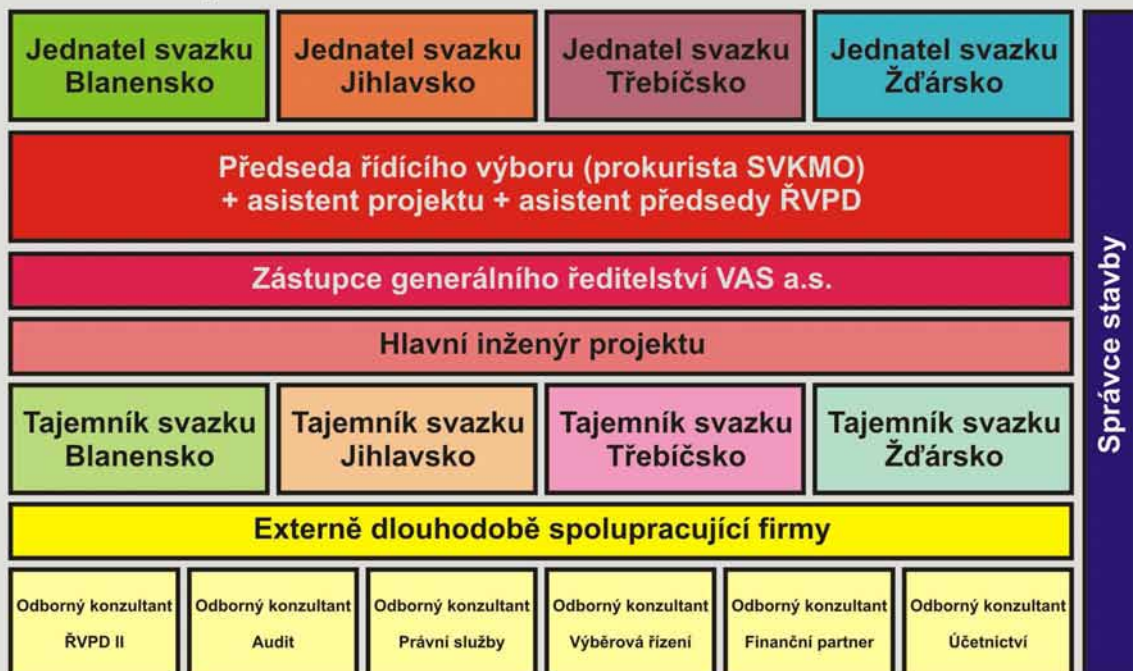 Jednatel svazku
Blanensko
Jednatel svazku
Jihlavsko
Jednatel svazku
Třebíčsko
Jednatel svazku
Žďársko
Předseda řídícího výboru (prokurista SVKMO)
+ asistent projektu + asistent předsedy ŘVPD
Zástupce generálního ředitelství VAS a.s.
Hlavní inženýr projektu
Tajemník svazku
Blanensko
Tajemník svazku
Jihlavsko
Tajemník svazku
Třebíčsko
Tajemník svazku
Žďársko
Externě dlouhodobě spolupracující firmy
Odborný konzultant
ŘVPD II
Odborný konzultant
Audit
Odborný konzultant
Právní služby
Odborný konzultant
Výběrová řízení
Odborný konzultant
Finanční partner
Odborný konzultant
Účetnictví
Správce stavby